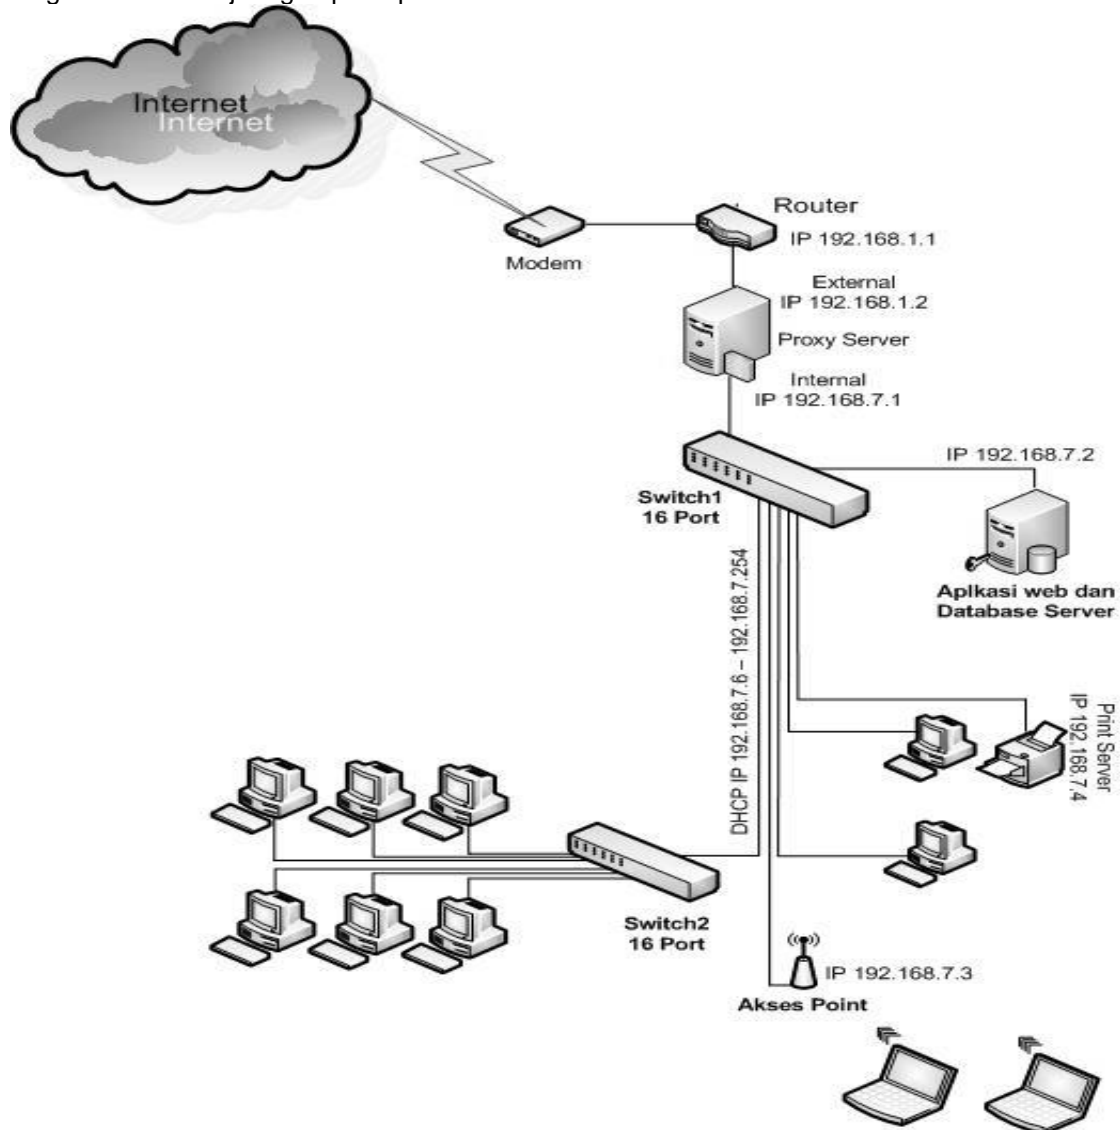 Internet
Internet
Router
IP 192.168.1.1
Modem
External
IP 192.168.1.2
Proxy Server
Internal
IP 192.168.7.1
IP 192.168.7.2
Switch1
16 Port
Aplkasi web dan
Database Server
DHCP IP 192.168.7.6 – 192.168.7.254
Print Server
IP 192.168.7.4
Switch2
16 Port
IP 192.168.7.3
Akses Point